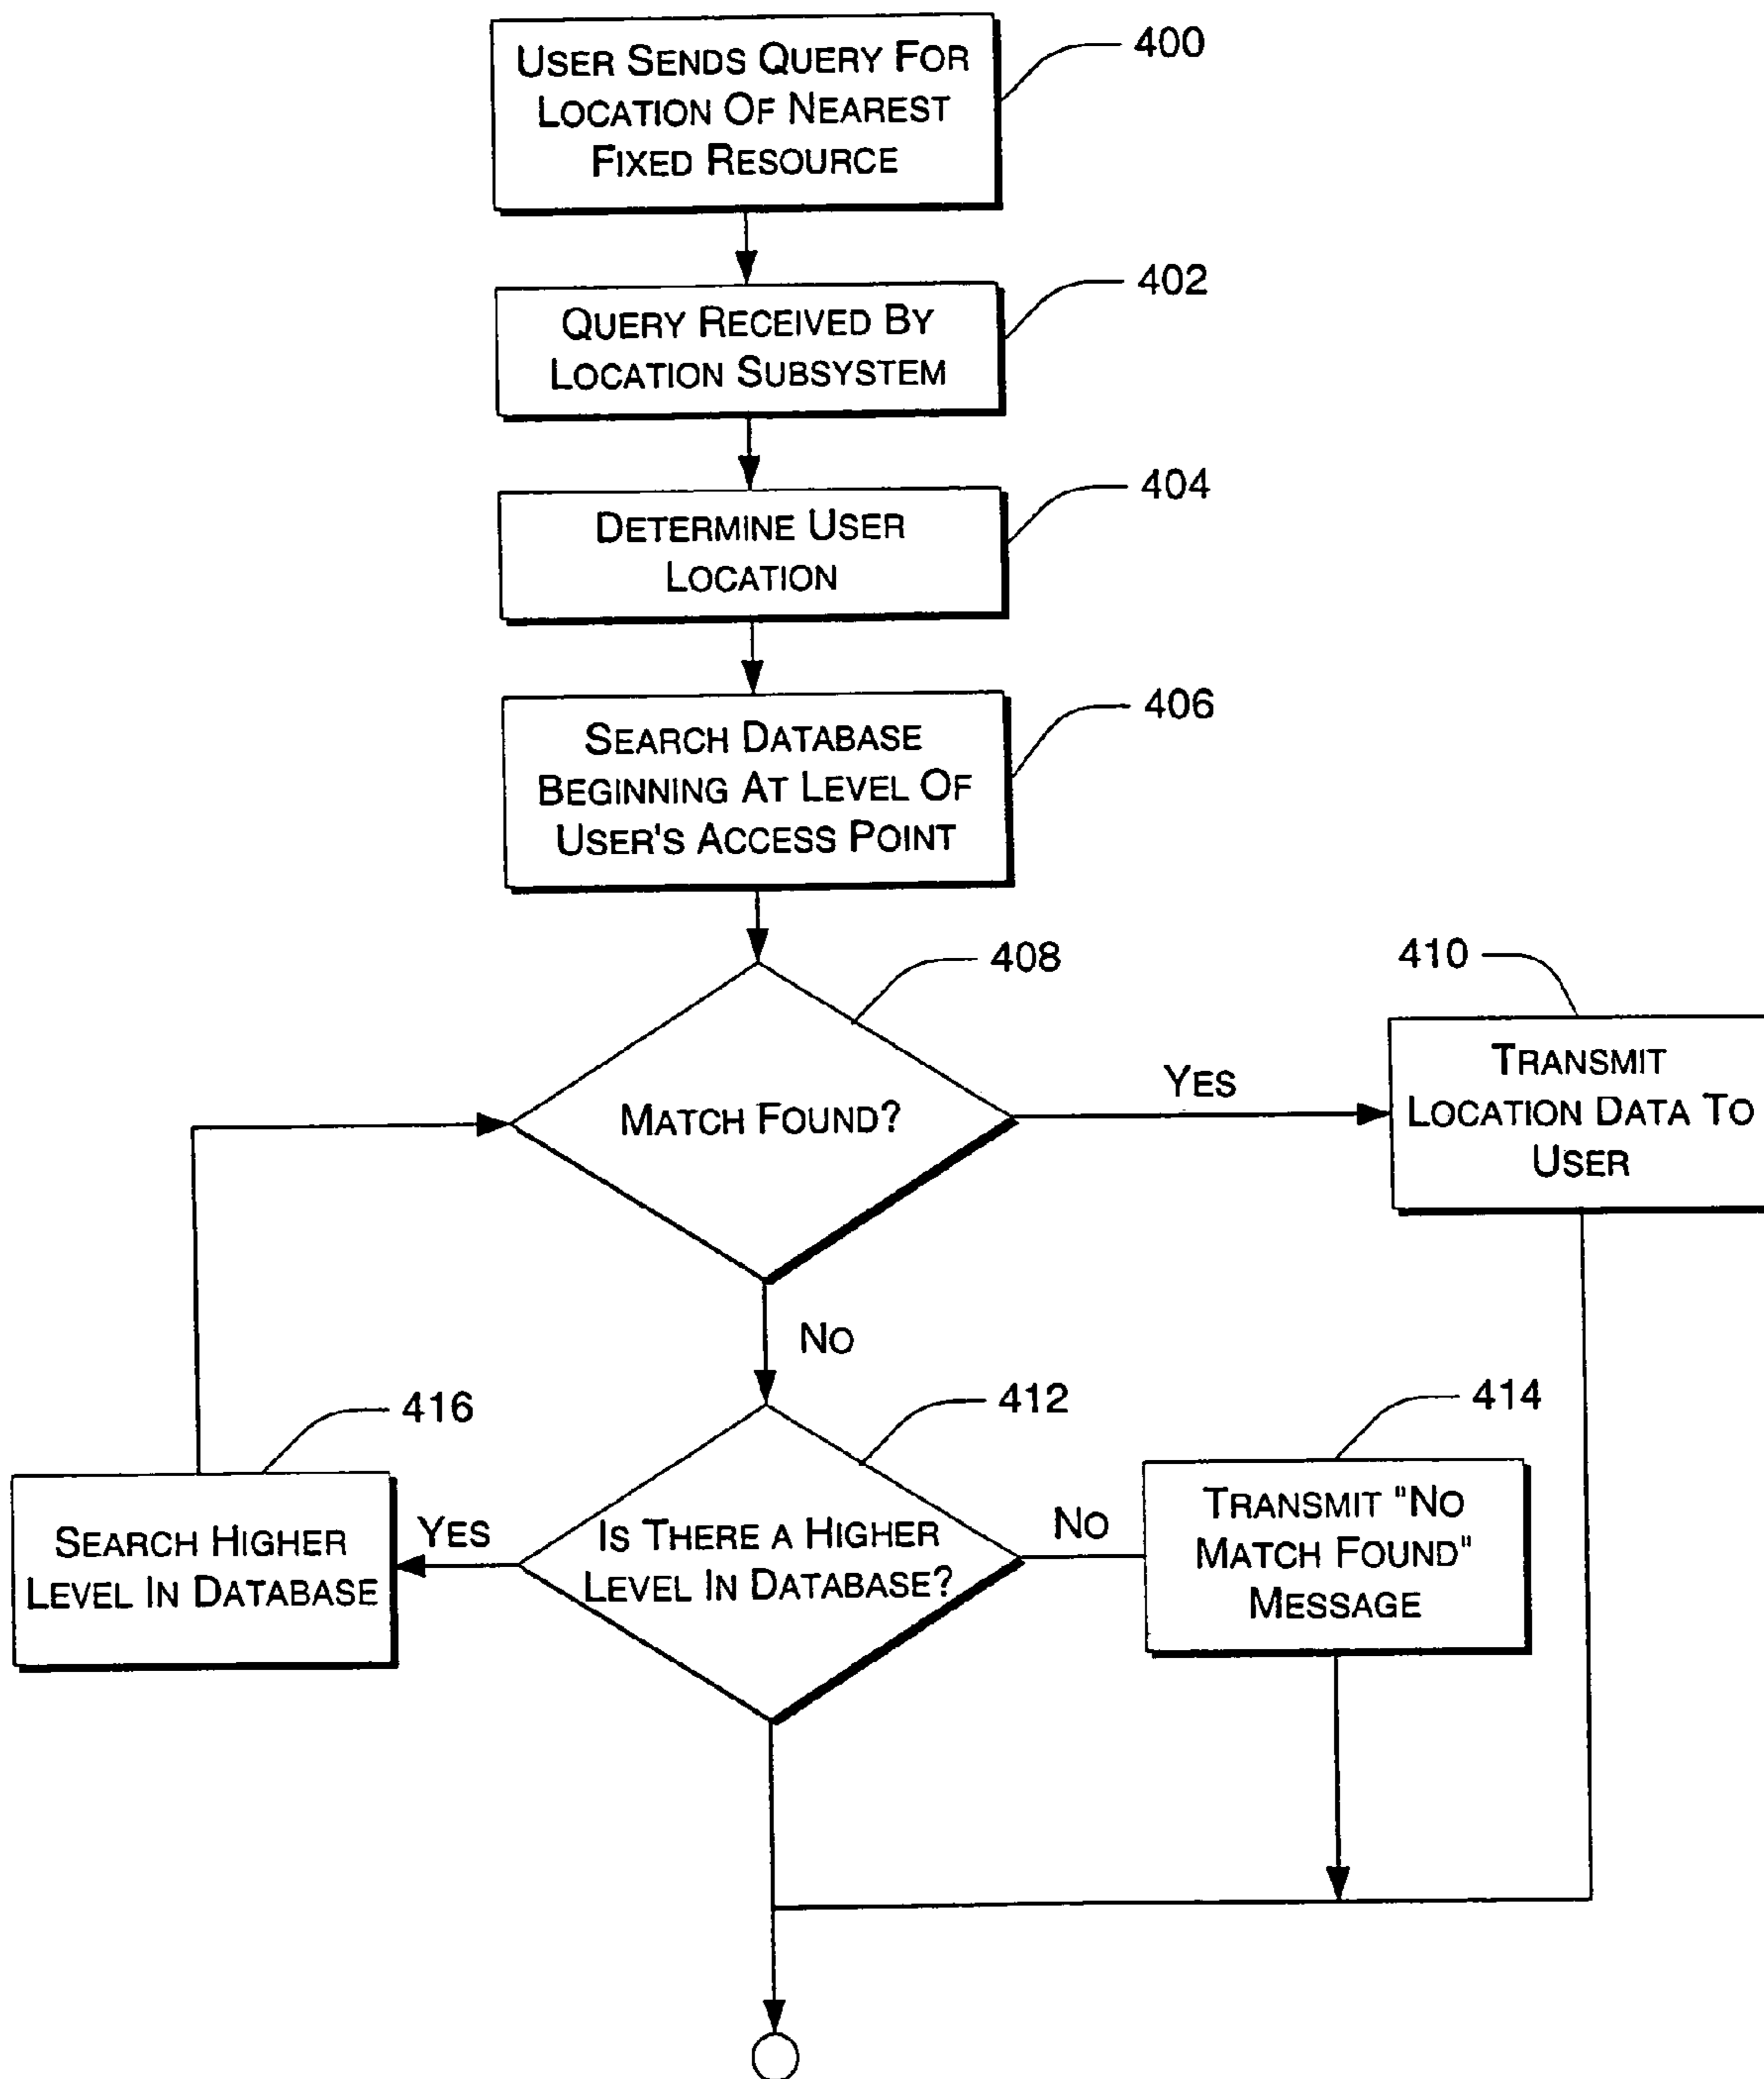 USER SENDS QUERY FOR
LOCATION OF NEAREST
FIXED RESOURCE
400
QUERY RECEIVED BY
LOCATION SUBSYSTEM
402
DETERMINE USER
LOCATION
404
SEARCH DATABASE
BEGINNING AT LEVEL OF
USER'S ACCESS POINT
406
408
MATCH FOUND?
YES
410
TRANSMIT
LOCATION DATA TO
USER
NO
412
IS THERE A HIGHER
LEVEL IN DATABASE?
YES
416
SEARCH HIGHER
LEVEL IN DATABASE
NO
414
TRANSMIT "NO
MATCH FOUND"
MESSAGE